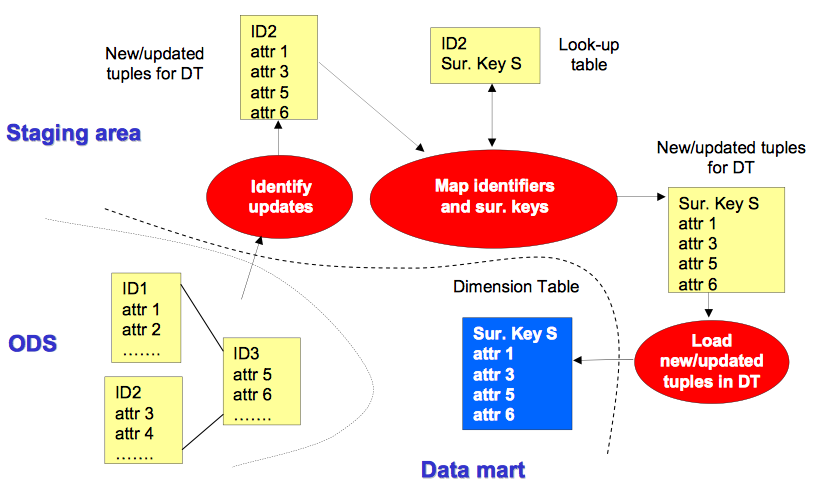 New/updated
tuples for DT
ID2
attr 1
attr 3
attr 5
attr 6
ID2
Sur. Key S
Look-up
table
Staging area
Identify
updates
Map identifiers
and sur. keys
New/updated tuples
for DT
Sur. Key S
attr 1
attr 3
attr 5
attr 6
ODS
ID1
attr 1
attr 2
…….
ID2
attr 3
attr 4
…….
ID3
attr 5
attr 6
…….
Dimension Table
Sur. Key S
attr 1
attr 3
attr 5
attr 6
Load
new/updated
tuples in DT
Data mart